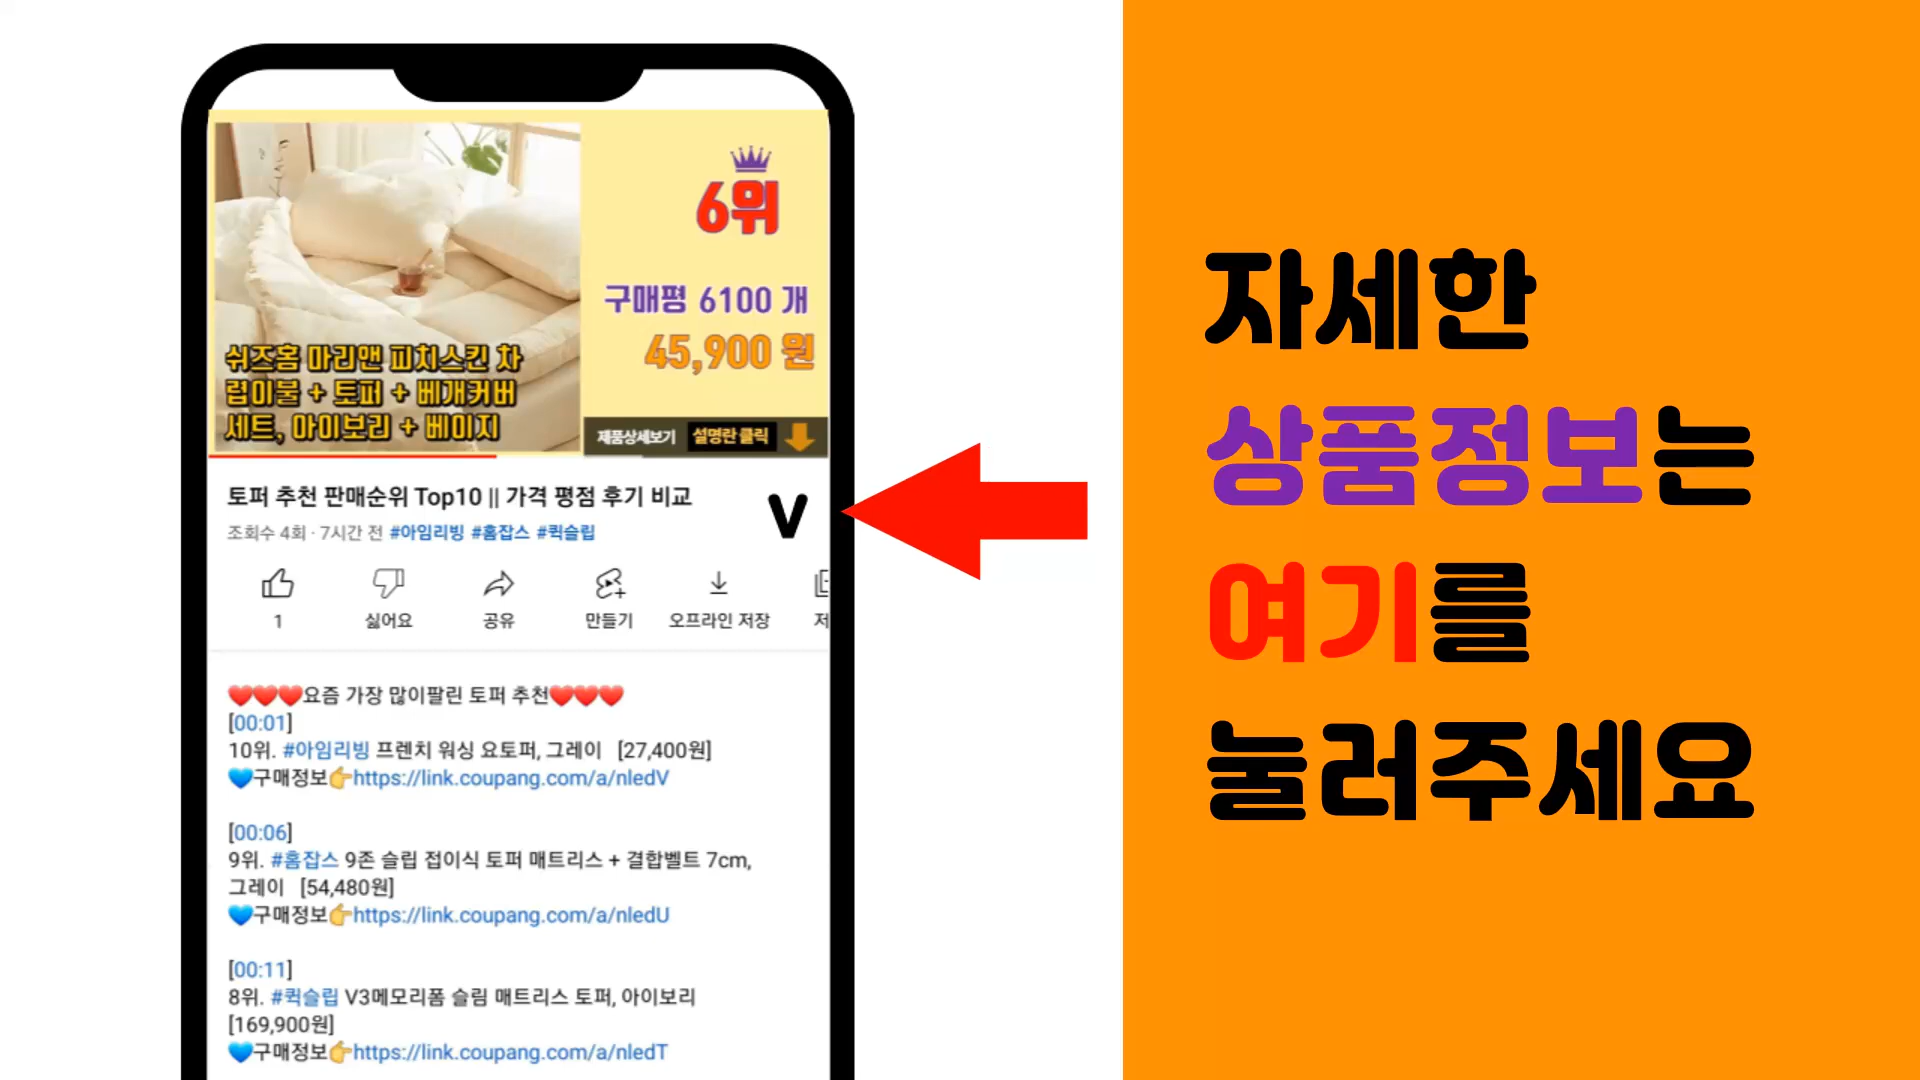 6위
구매평 6100 개
45,900 원
쉬즈홈 마리앤 피치스킨 차
렵이불 + 토퍼 + 베개커버
세트, 아이보리 + 베이지
제품상세보기 설명란 클릭
토퍼 추천 판매순위 Top10 || 가격 평점 후기 비교
V
조회수 4회 · 7시간 전 #아임리빙 #홈잡스 #퀵슬립
1 싫어요 공유 만들기 오프라인 저장 저
❤️❤️❤️요즘 가장 많이팔린 토퍼 추천❤️❤️❤️
[00:01]
10위. #아임리빙 프렌치 워싱 요토퍼, 그레이 [27,400원]
💙구매정보👉https://link.coupang.com/a/nledV
[00:06]
9위. #홈잡스 9존 슬립 접이식 토퍼 매트리스 + 결합벨트 7cm,
그레이 [54,480원]
💙구매정보👉https://link.coupang.com/a/nledU
[00:11]
8위. #퀵슬립 V3메모리폼 슬림 매트리스 토퍼, 아이보리
[169,900원]
💙구매정보👉https://link.coupang.com/a/nledT
자세한
상품정보는
여기를
눌러주세요